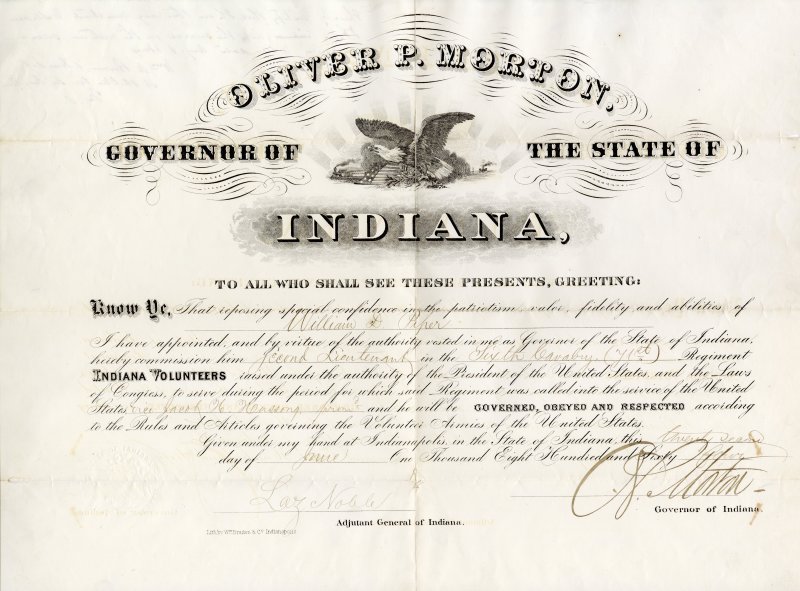 OLIVER P. MORTON,
GOVERNOR OF THE STATE OF
INDIANA,
TO ALL WHO SHALL SEE THESE PRESENTS, GREETING:
Know Ye, That reposing special confidence in the patriotism, valor, fidelity and abilities of
William D.
I have appointed, and by virtue of the authority vested in me as Governor of the State of Indiana,
hereby commission him Second Lieutenant in the Sixth Cavalry (71st) Regiment
INDIANA VOLUNTEERS raised under the authority of the President of the United States, and the Laws
of Congress, to serve during the period for which said Regiment was called into the service of the United
States vice Jacob and he will be GOVERNED, OBEYED AND RESPECTED according
to the Rules and Articles governing the Volunteer Armies of the United States.
Given under my hand at Indianapolis, in the State of Indiana, this
day of June One Thousand Eight Hundred and Sixty
O P Morton
Laz Noble
Governor of Indiana.
Adjutant General of Indiana.